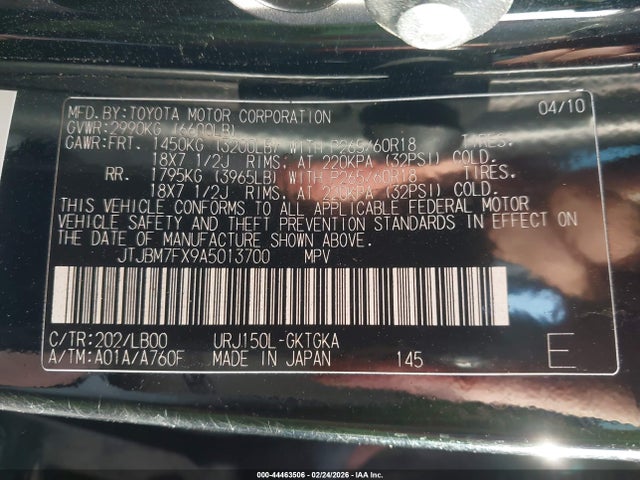 MFD.BY:TOYOTA MOTOR CORPORATION 04/10
GVWR:2990KG (6600LB)
GAWR:FRT. 1450KG (3200LB) WITH P265/60R18 TIRES.
18X7 1/2J RIMS, AT 220KPA (32PSI) COLD.
RR. 1795KG (3965LB) WITH P265/60R18 TIRES.
18X7 1/2J RIMS, AT 220KPA (32PSI) COLD.
THIS VEHICLE CONFORMS TO ALL APPLICABLE FEDERAL MOTOR
VEHICLE SAFETY AND THEFT PREVENTION STANDARDS IN EFFECT ON
THE DATE OF MANUFACTURE SHOWN ABOVE.
JTJBM7FX9A5013700 MPV
C/TR:202/LB00 URJ150L-GKTGKA
A/TM:A01A/A760F MADE IN JAPAN 145 E
000-44463506 - 02/24/2026 - IAA Inc.